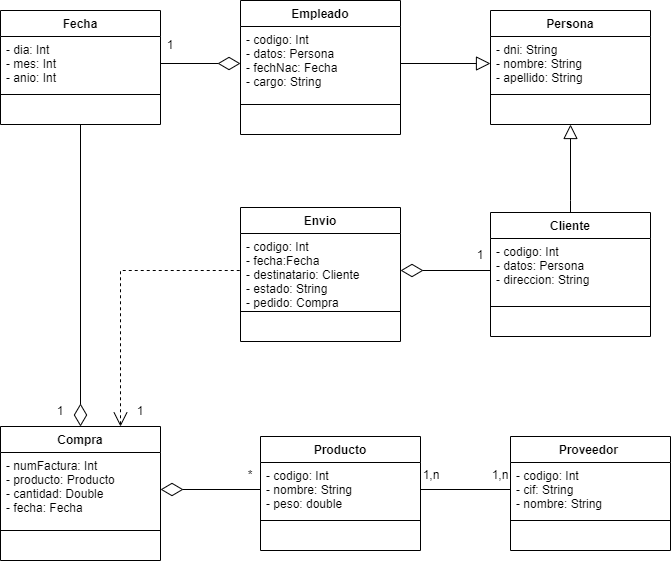 Fecha
- dia: Int
- mes: Int
- anio: Int
1
Empleado
- codigo: Int
- datos: Persona
- fechNac: Fecha
- cargo: String
Persona
- dni: String
- nombre: String
- apellido: String
Envio
- codigo: Int
- fecha:Fecha
- destinatario: Cliente
- estado: String
- pedido: Compra
1
Cliente
- codigo: Int
- datos: Persona
- direccion: String
1
1
Compra
- numFactura: Int
- producto: Producto
- cantidad: Double
- fecha: Fecha
*
Producto
- codigo: Int
- nombre: String
- peso: double
1,n
1,n
Proveedor
- codigo: Int
- cif: String
- nombre: String